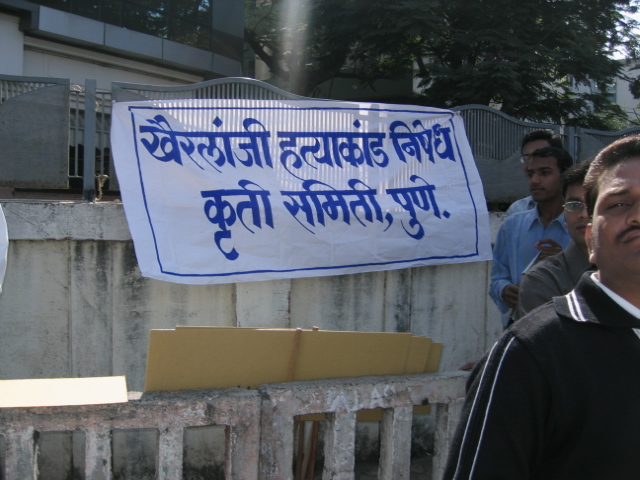 खैरलांजी हत्याकांड निषेध
कृती समिती, पुणे.